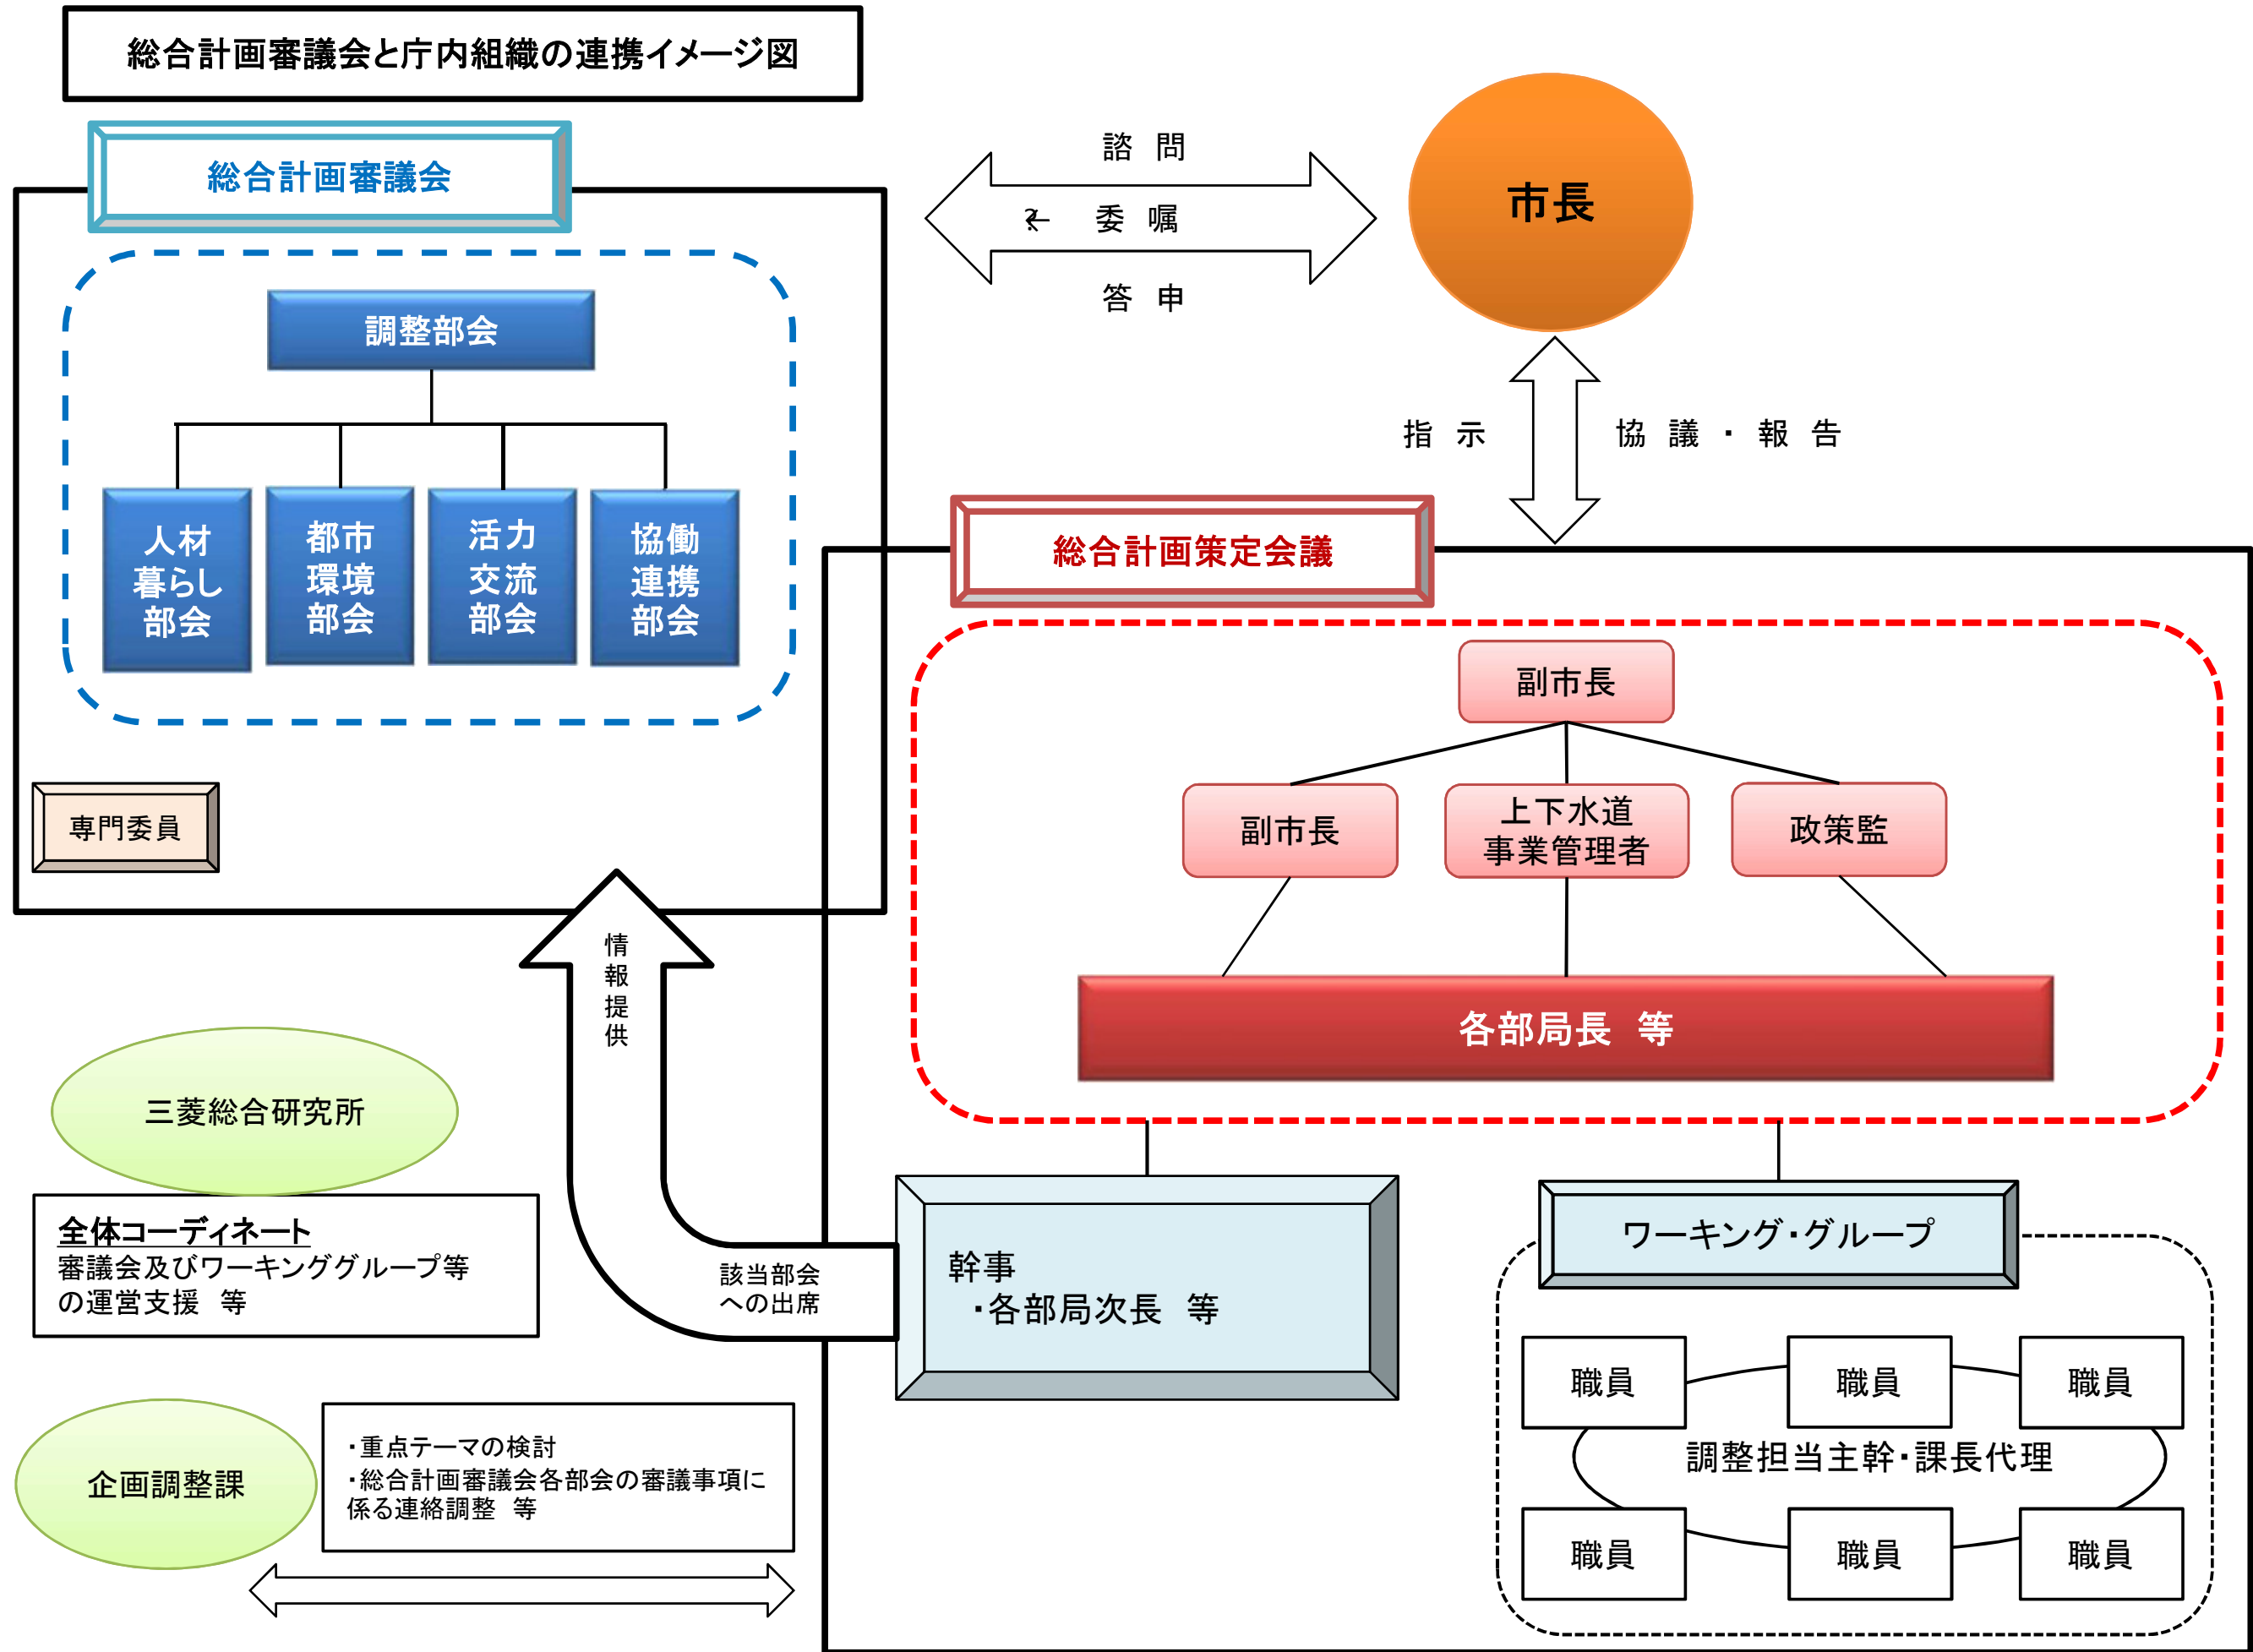 総合計画審議会と庁内組織の連携イメージ図
総合計画審議会
諮 問
← 委 嘱
答 申
市長
調整部会
人材
暮らし
部会
都市
環境
部会
活力
交流
部会
協働
連携
部会
専門委員
指 示
協 議 ・ 報 告
総合計画策定会議
副市長
副市長
上下水道
事業管理者
政策監
各部局長 等
情報提供
該当部会
への出席
三菱総合研究所
全体コーディネート
審議会及びワーキンググループ等
の運営支援 等
企画調整課
・重点テーマの検討
・総合計画審議会各部会の審議事項に
係る連絡調整 等
幹事
・各部局次長 等
ワーキング・グループ
職員
職員
職員
調整担当主幹・課長代理
職員
職員
職員